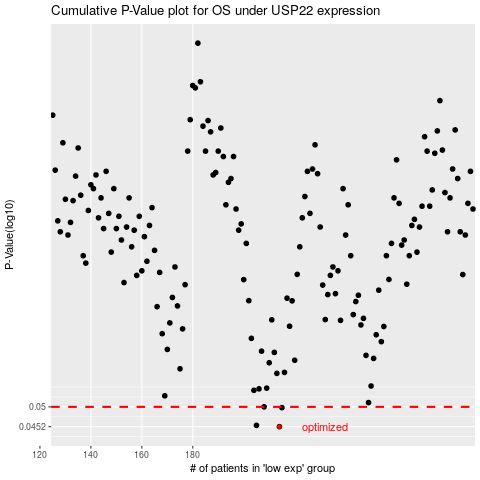 Cumulative P-Value plot for OS under USP22 expression
P-Value(log10)
0.05
0.0452
optimized
120 140 160 180
# of patients in 'low exp' group